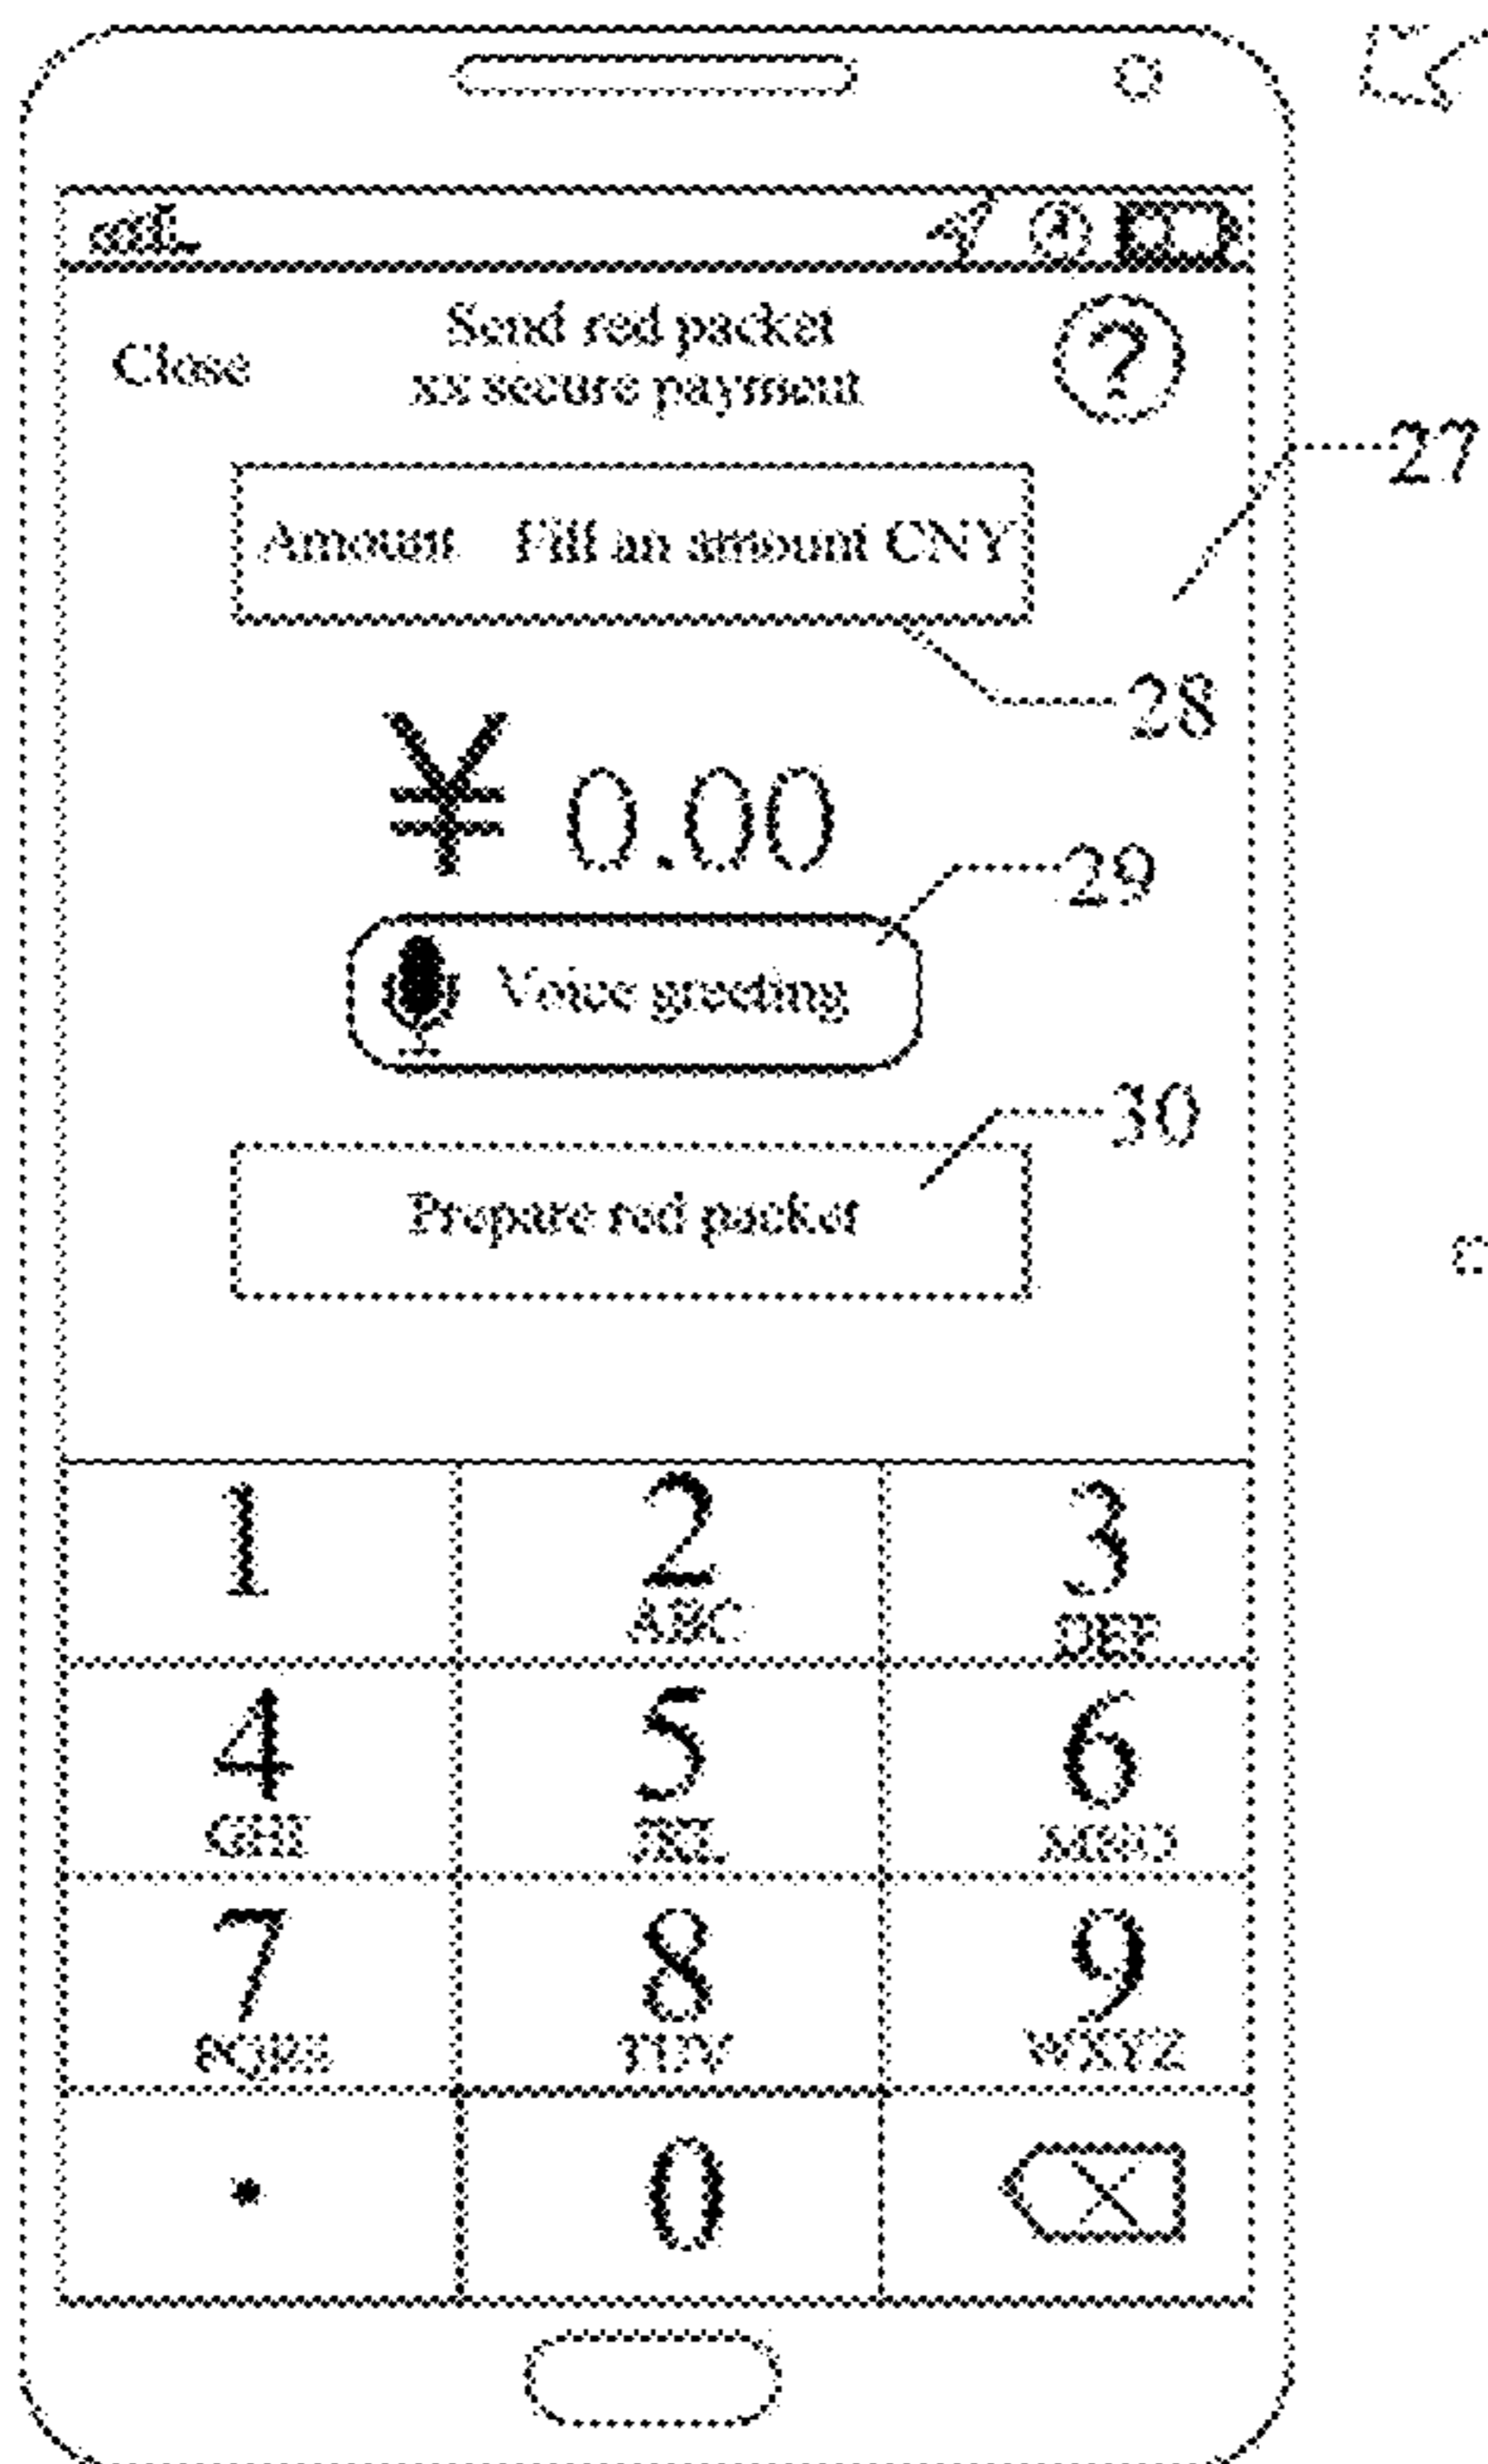 Send red packet
Close
xx secure payment
?
27
Amount Fill an amount CNY
28
¥ 0.00
29
Voice greeting
30
Prepare red packet
1 2 3
ABC DEF
4 5 6
GHI JKL MNO
7 8 9
PQRS TUV WXYZ
. 0